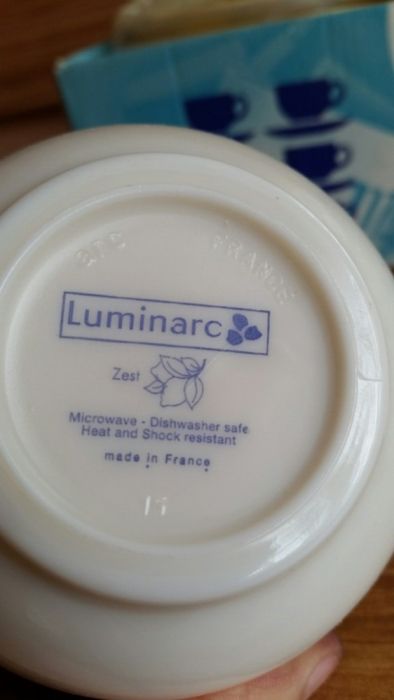 FRANCE
Luminarc
Zest
Microwave - Dishwasher safe
Heat and Shock resistant
made in France